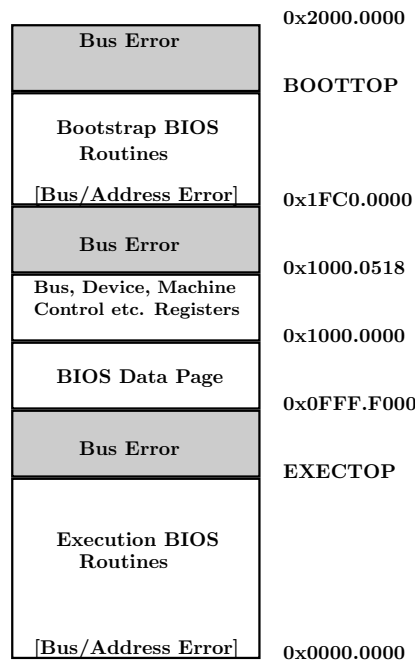 0x2000.0000
Bus Error
BOOTTOP
Bootstrap BIOS
Routines
[Bus/Address Error]
0x1FC0.0000
Bus Error
0x1000.0518
Bus, Device, Machine
Control etc. Registers
0x1000.0000
BIOS Data Page
0x0FFF.F000
Bus Error
EXECTOP
Execution BIOS
Routines
[Bus/Address Error]
0x0000.0000